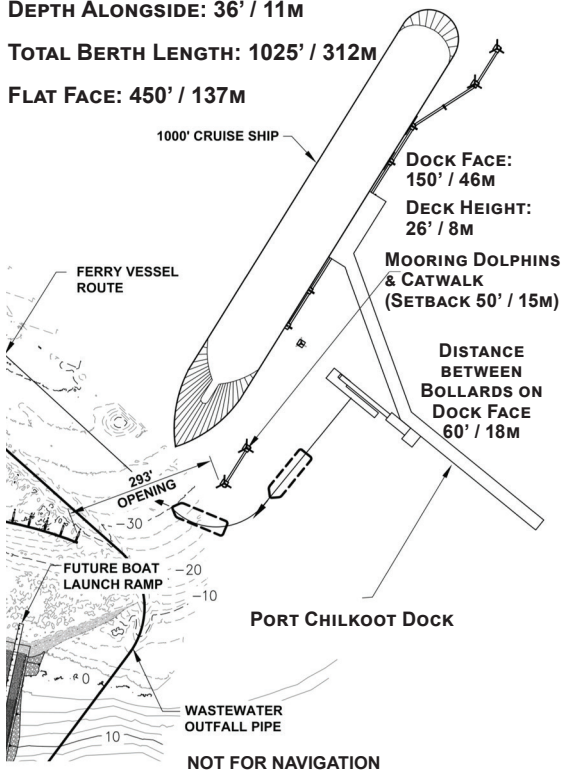 DEPTH ALONGSIDE: 36' / 11M
TOTAL BERTH LENGTH: 1025' / 312M
FLAT FACE: 450' / 137M
1000' CRUISE SHIP
DOCK FACE:
150' / 46M
DECK HEIGHT:
26' / 8M
MOORING DOLPHINS
& CATWALK
(SETBACK 50' / 15M)
FERRY VESSEL
ROUTE
DISTANCE
BETWEEN
BOLLARDS ON
DOCK FACE
60' / 18M
293'
OPENING
-30
FUTURE BOAT
LAUNCH RAMP
-20
-10
PORT CHILKOOT DOCK
0
WASTEWATER
OUTFALL PIPE
10
NOT FOR NAVIGATION